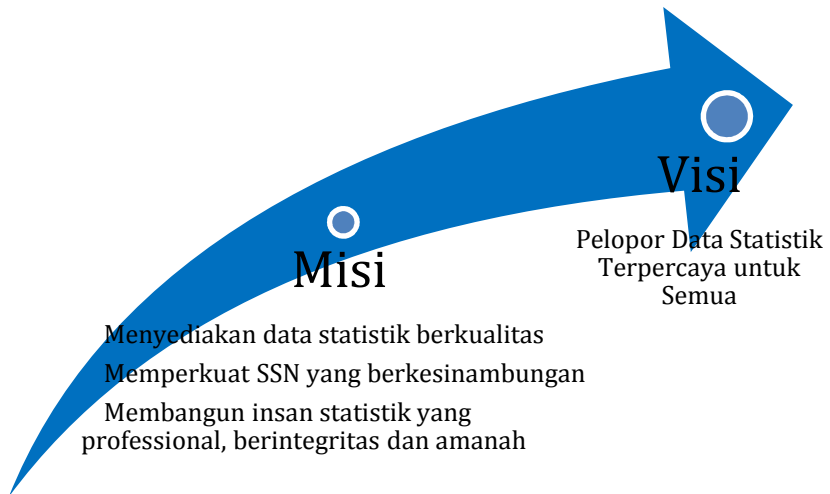 Visi
Pelopor Data Statistik
Terpercaya untuk
Semua
Misi
Menyediakan data statistik berkualitas
Memperkuat SSN yang berkesinambungan
Membangun insan statistik yang
professional, berintegritas dan amanah